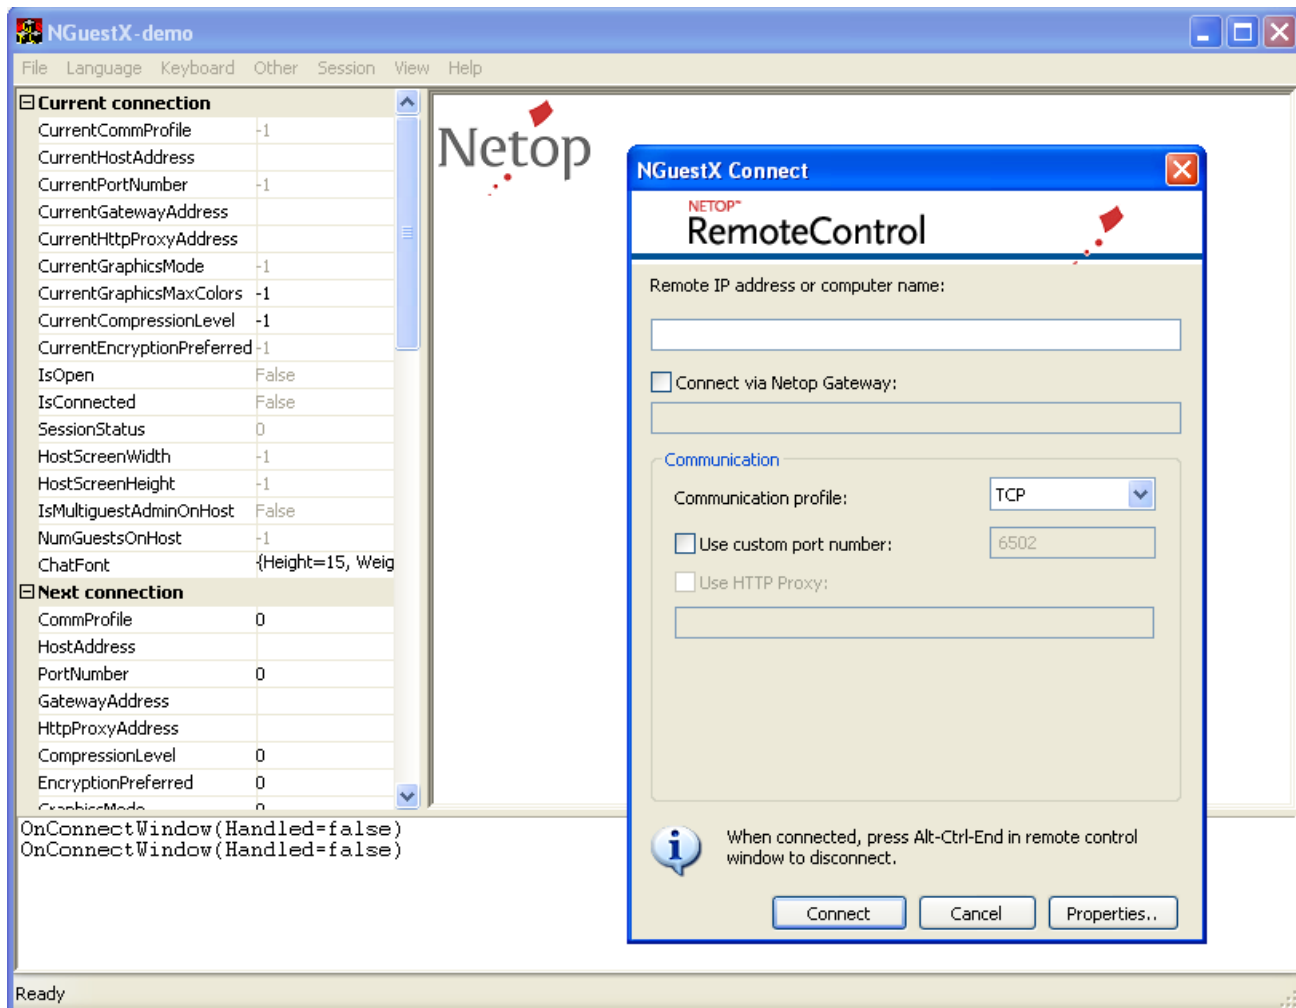 NGuestX-demo
File Language Keyboard Other Session View Help
Current connection
CurrentCommProfile -1
CurrentHostAddress
CurrentPortNumber -1
CurrentGatewayAddress
CurrentHttpProxyAddress
CurrentGraphicsMode -1
CurrentGraphicsMaxColors -1
CurrentCompressionLevel -1
CurrentEncryptionPreferred -1
IsOpen False
IsConnected False
SessionStatus 0
HostScreenWidth -1
HostScreenHeight -1
IsMultiguestAdminOnHost False
NumGuestsOnHost -1
ChatFont {Height=15, Weig
Next connection
CommProfile 0
HostAddress
PortNumber 0
GatewayAddress
HttpProxyAddress
CompressionLevel 0
EncryptionPreferred 0
GraphicsMode 0
Netop
NGuestX Connect
NETOP™
RemoteControl
Remote IP address or computer name:
Connect via Netop Gateway:
Communication
Communication profile: TCP
Use custom port number: 6502
Use HTTP Proxy:
When connected, press Alt-Ctrl-End in remote control
window to disconnect.
Connect Cancel Properties..
OnConnectWindow(Handled=false)
OnConnectWindow(Handled=false)
Ready